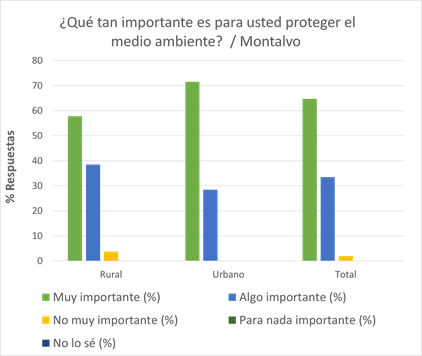 ¿Qué tan importante es para usted proteger el
medio ambiente? / Montalvo
80
70
60
50
40
30
20
10
0
% Respuestas
Rural Urbano Total
Muy importante (%) Algo importante (%)
No muy importante (%) Para nada importante (%)
No lo sé (%)